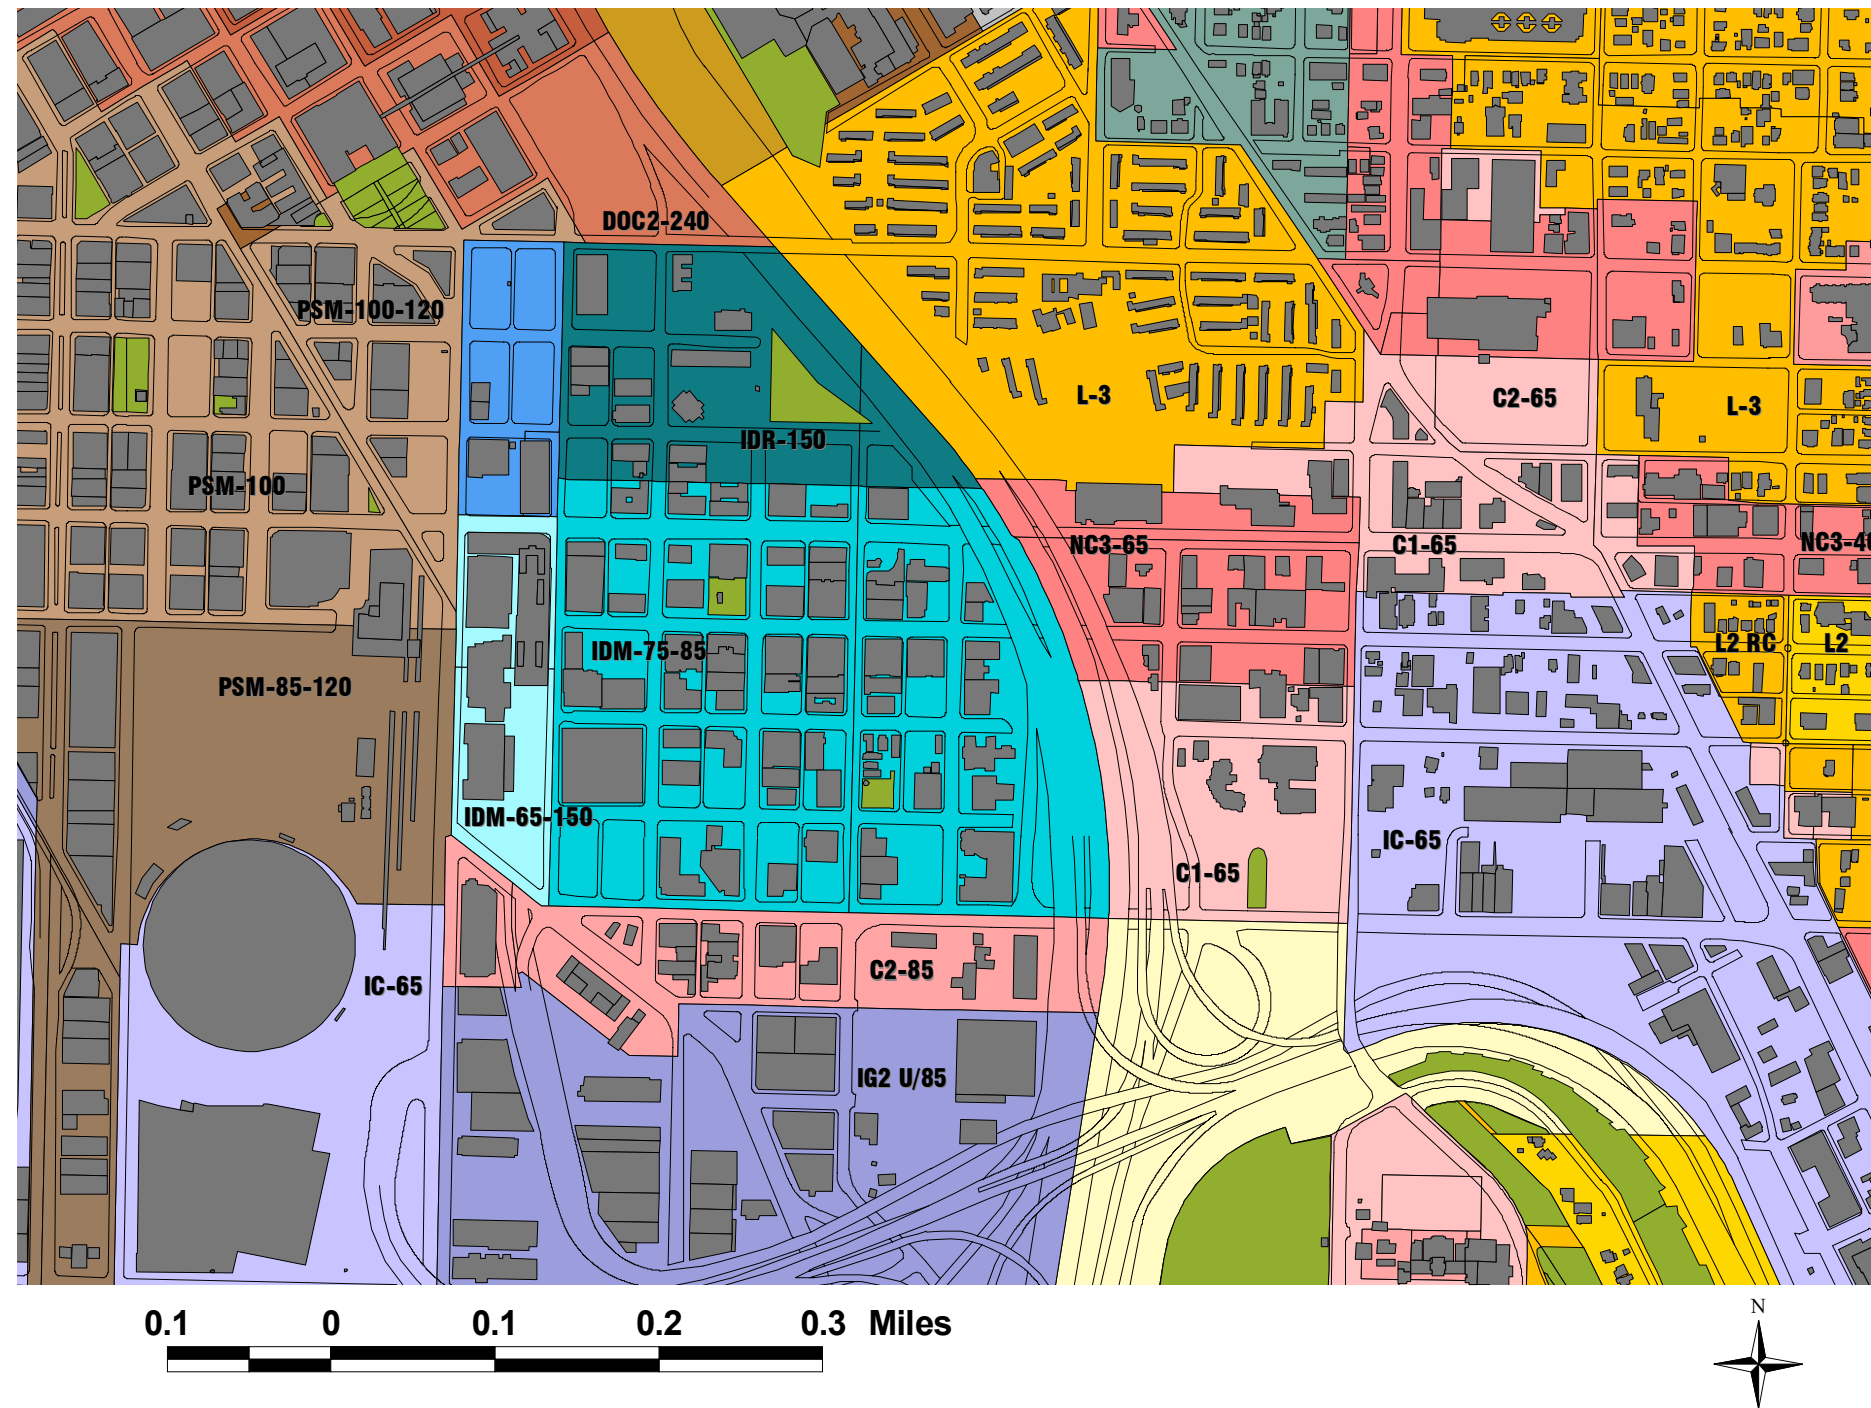 DOC2-240
PSM-100-120
L-3
C2-65
L-3
IDR-150
PSM-100
NC3-65
C1-65
NC3-40
IDM-75-85
L2 RC
L2
PSM-85-120
IDM-65-150
IC-65
C1-65
C2-85
IC-65
IG2 U/85
0.1 0 0.1 0.2 0.3 Miles
N